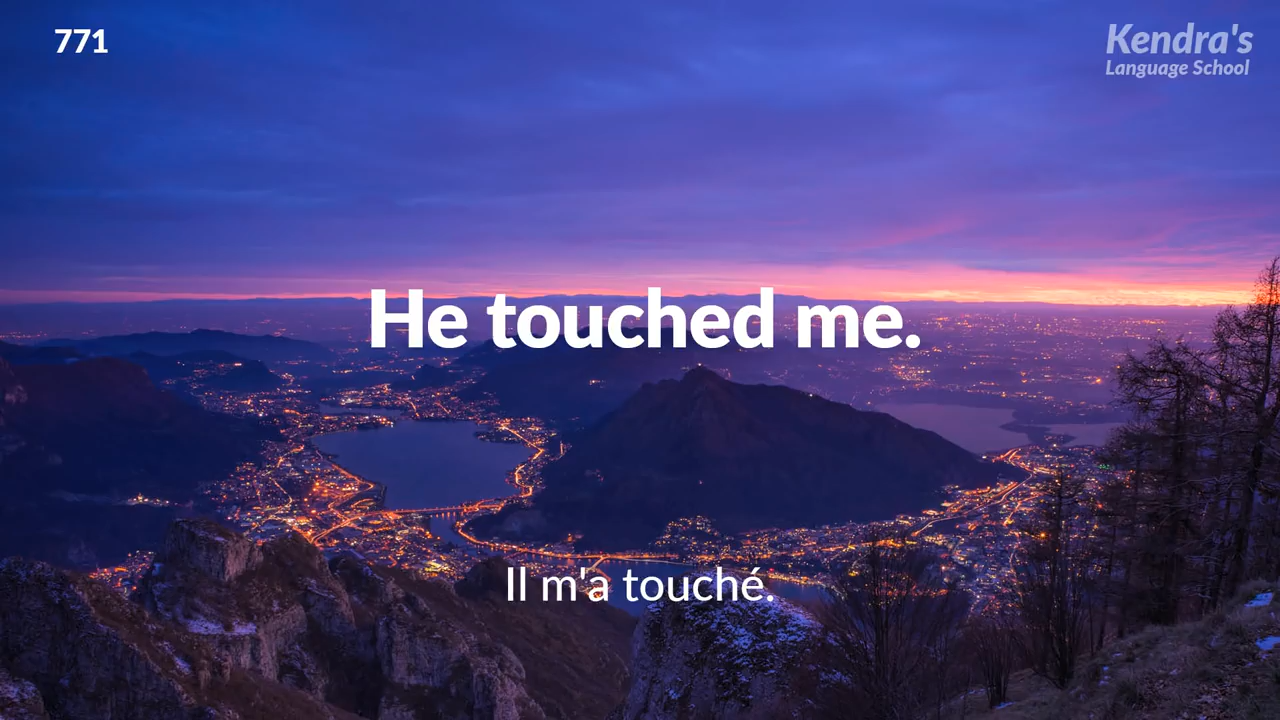 771
Kendra's
Language School
He touched me.
Il m'a touché.